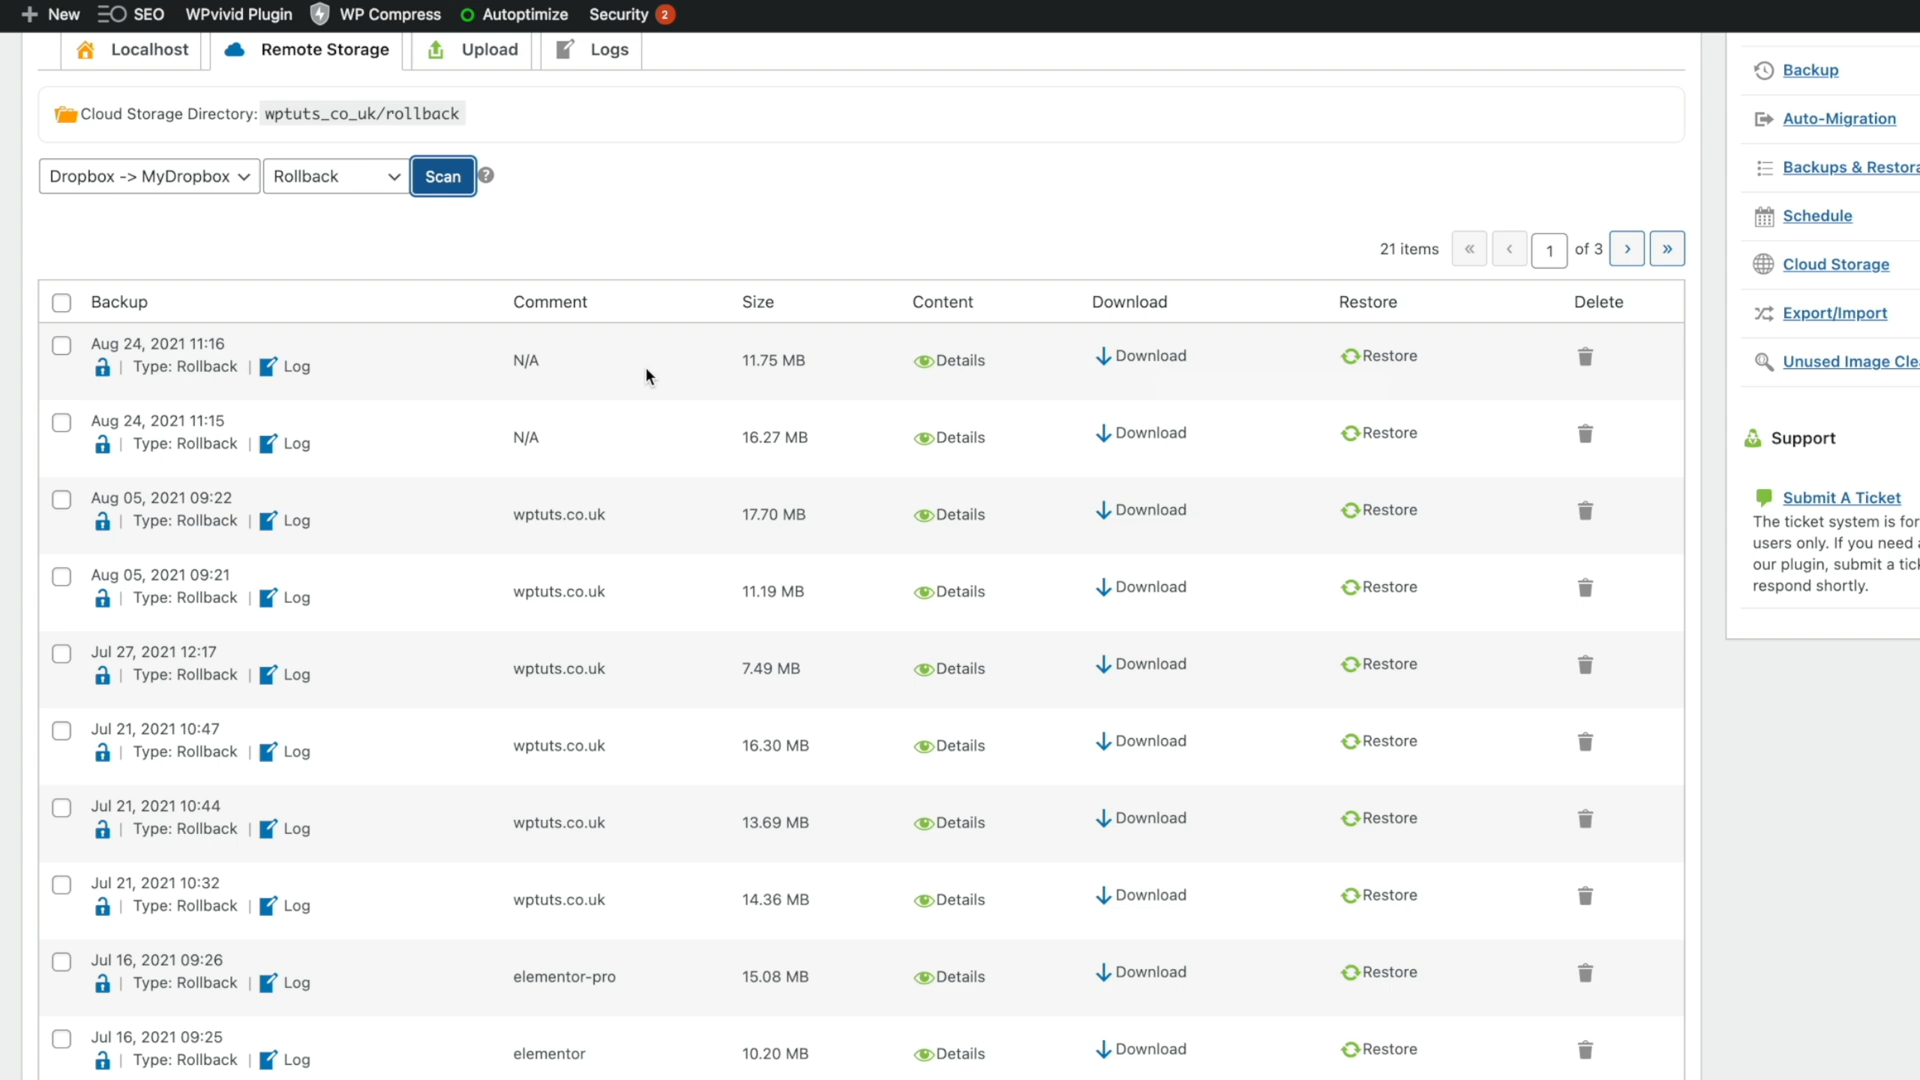 New SEO WPvivid Plugin WP Compress Autoptimize Security 2
Localhost Remote Storage Upload Logs
Cloud Storage Directory: wptuts_co_uk/rollback
Dropbox -> MyDropbox Rollback Scan ?
21 items « ‹ 1 of 3 › »
Backup Comment Size Content Download Restore Delete
Aug 24, 2021 11:16
| Type: Rollback | Log N/A 11.75 MB Details Download Restore
Aug 24, 2021 11:15
| Type: Rollback | Log N/A 16.27 MB Details Download Restore
Aug 05, 2021 09:22
| Type: Rollback | Log wptuts.co.uk 17.70 MB Details Download Restore
Aug 05, 2021 09:21
| Type: Rollback | Log wptuts.co.uk 11.19 MB Details Download Restore
Jul 27, 2021 12:17
| Type: Rollback | Log wptuts.co.uk 7.49 MB Details Download Restore
Jul 21, 2021 10:47
| Type: Rollback | Log wptuts.co.uk 16.30 MB Details Download Restore
Jul 21, 2021 10:44
| Type: Rollback | Log wptuts.co.uk 13.69 MB Details Download Restore
Jul 21, 2021 10:32
| Type: Rollback | Log wptuts.co.uk 14.36 MB Details Download Restore
Jul 16, 2021 09:26
| Type: Rollback | Log elementor-pro 15.08 MB Details Download Restore
Jul 16, 2021 09:25
| Type: Rollback | Log elementor 10.20 MB Details Download Restore
Backup
Auto-Migration
Backups & Restora
Schedule
Cloud Storage
Export/Import
Unused Image Clea
Support
Submit A Ticket
The ticket system is for
users only. If you need a
our plugin, submit a tick
respond shortly.